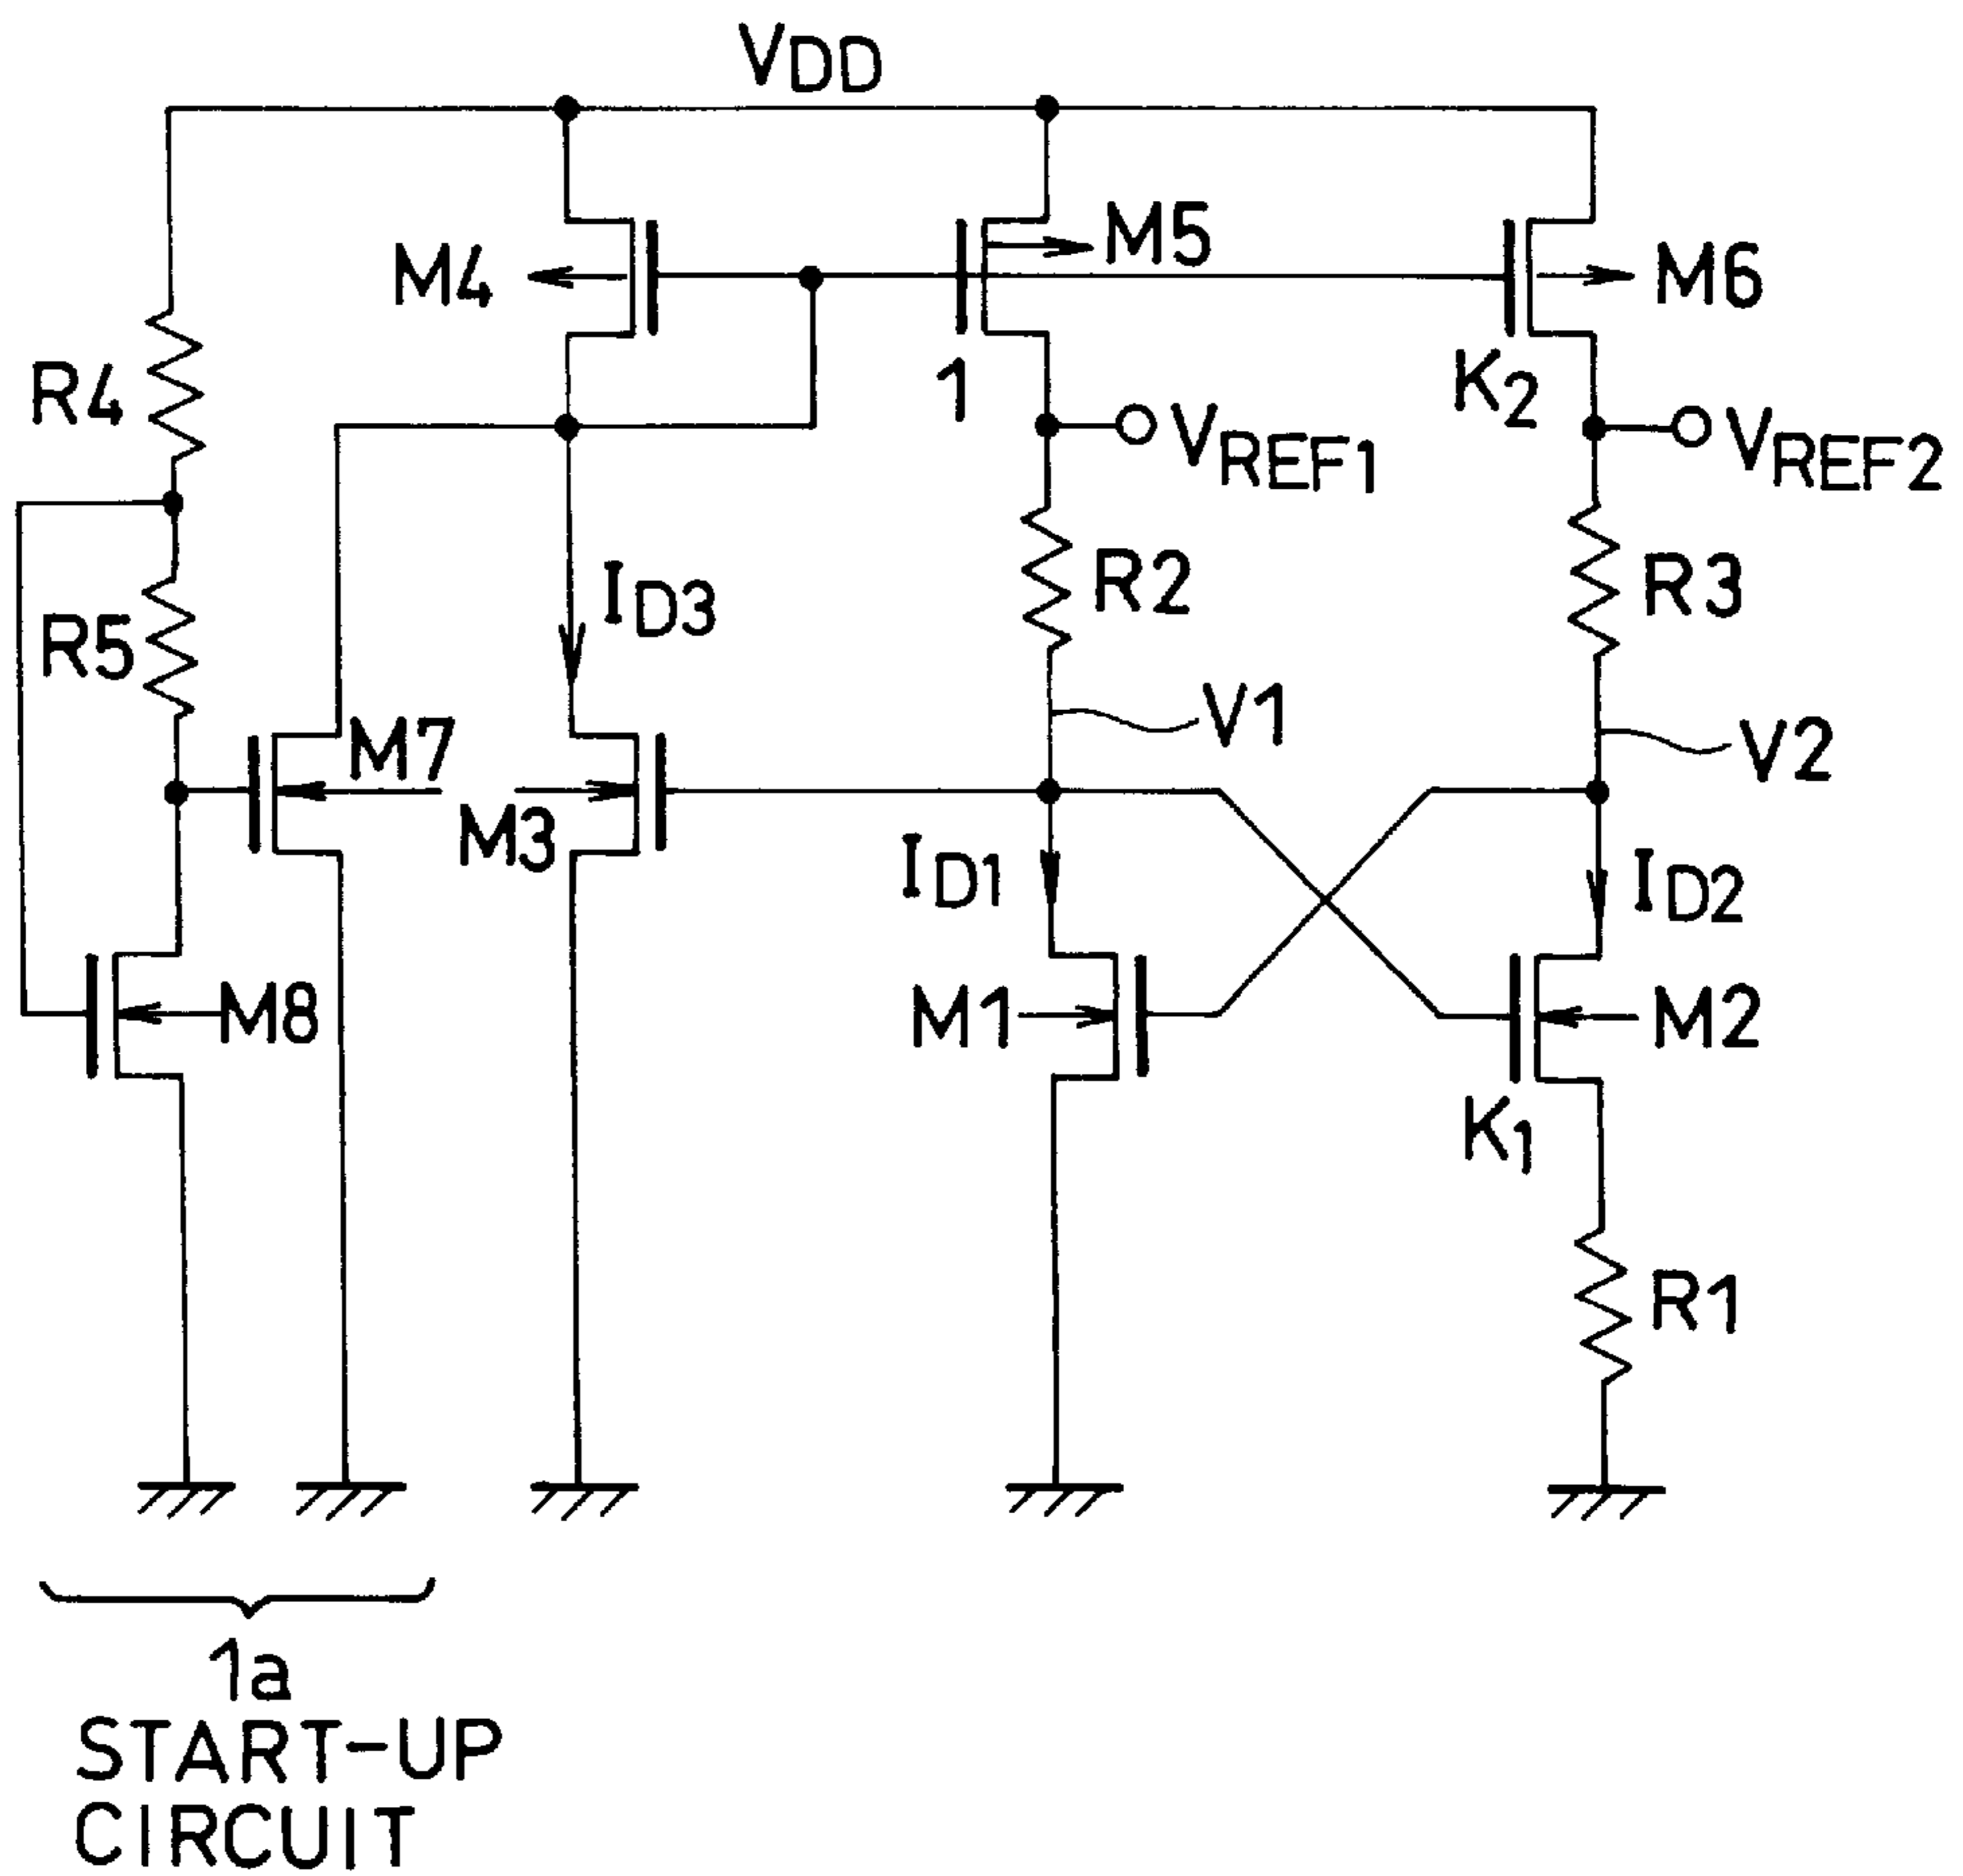 VDD
M4
M5
M6
1
K2
R4
VREF1
VREF2
R2
R3
ID3
R5
V1
V2
M7
M3
ID1
ID2
M8
M1
M2
K1
R1
1a
START-UP
CIRCUIT